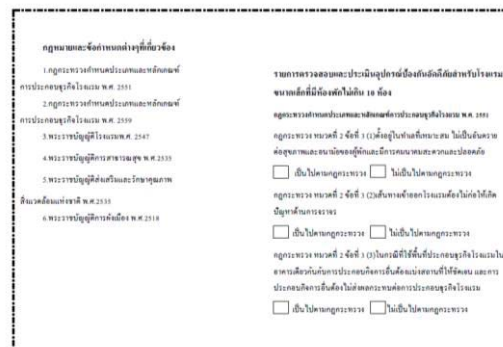 กฎหมายและข้อกำหนดต่างๆที่เกี่ยวข้อง
1.กฎกระทรวงกำหนดประเภทและหลักเกณฑ์
การประกอบธุรกิจโรงแรม พ.ศ. 2551
2.กฎกระทรวงกำหนดประเภทและหลักเกณฑ์
การประกอบธุรกิจโรงแรม พ.ศ. 2559
3.พระราชบัญญัติโรงแรมพ.ศ. 2547
4.พระราชบัญญัติการสาธารณสุข พ.ศ.2535
5.พระราชบัญญัติส่งเสริมและรักษาคุณภาพ
สิ่งแวดล้อมแห่งชาติ พ.ศ.2535
6.พระราชบัญญัติการผังเมือง พ.ศ.2518
รายการตรวจสอบและประเมินอุปกรณ์ป้องกันอัคคีภัยสำหรับโรงแรม
ขนาดเล็กที่มีห้องพักไม่เกิน 10 ห้อง
กฎกระทรวงกำหนดประเภทและหลักเกณฑ์การประกอบธุรกิจโรงแรม พ.ศ. 2551
กฎกระทรวง หมวดที่ 2 ข้อที่ 3 (1)ตั้งอยู่ในทำเลที่เหมาะสม ไม่เป็นอันตราย
ต่อสุขภาพและอนามัยของผู้พักและมีการคมนาคมสะดวกและปลอดภัย
เป็นไปตามกฎกระทรวง ไม่เป็นไปตามกฎกระทรวง
กฎกระทรวง หมวดที่ 2 ข้อที่ 3 (2)เส้นทางเข้าออกโรงแรมต้องไม่ก่อให้เกิด
ปัญหาด้านการจราจร
เป็นไปตามกฎกระทรวง ไม่เป็นไปตามกฎกระทรวง
กฎกระทรวง หมวดที่ 2 ข้อที่ 3 (3)ในกรณีที่ใช้พื้นที่ประกอบธุรกิจโรงแรมใน
อาคารเดียวกันกับการประกอบกิจการอื่นต้องแบ่งสถานที่ให้ชัดเจน และการ
ประกอบกิจการอื่นต้องไม่ส่งผลกระทบต่อการประกอบธุรกิจโรงแรม
เป็นไปตามกฎกระทรวง ไม่เป็นไปตามกฎกระทรวง